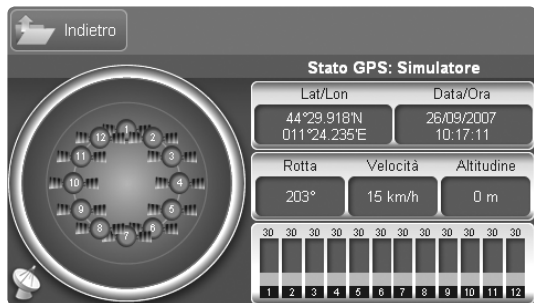 Indietro
Stato GPS: Simulatore
Lat/Lon
Data/Ora
44°29.918'N
011°24.235'E
26/09/2007
10:17:11
Rotta
Velocità
Altitudine
203°
15 km/h
0 m
12 1 2
11 3
10 4
9 5
8 7 6
30 30 30 30 30 30 30 30 30 30 30 30
1 2 3 4 5 6 7 8 9 10 11 12